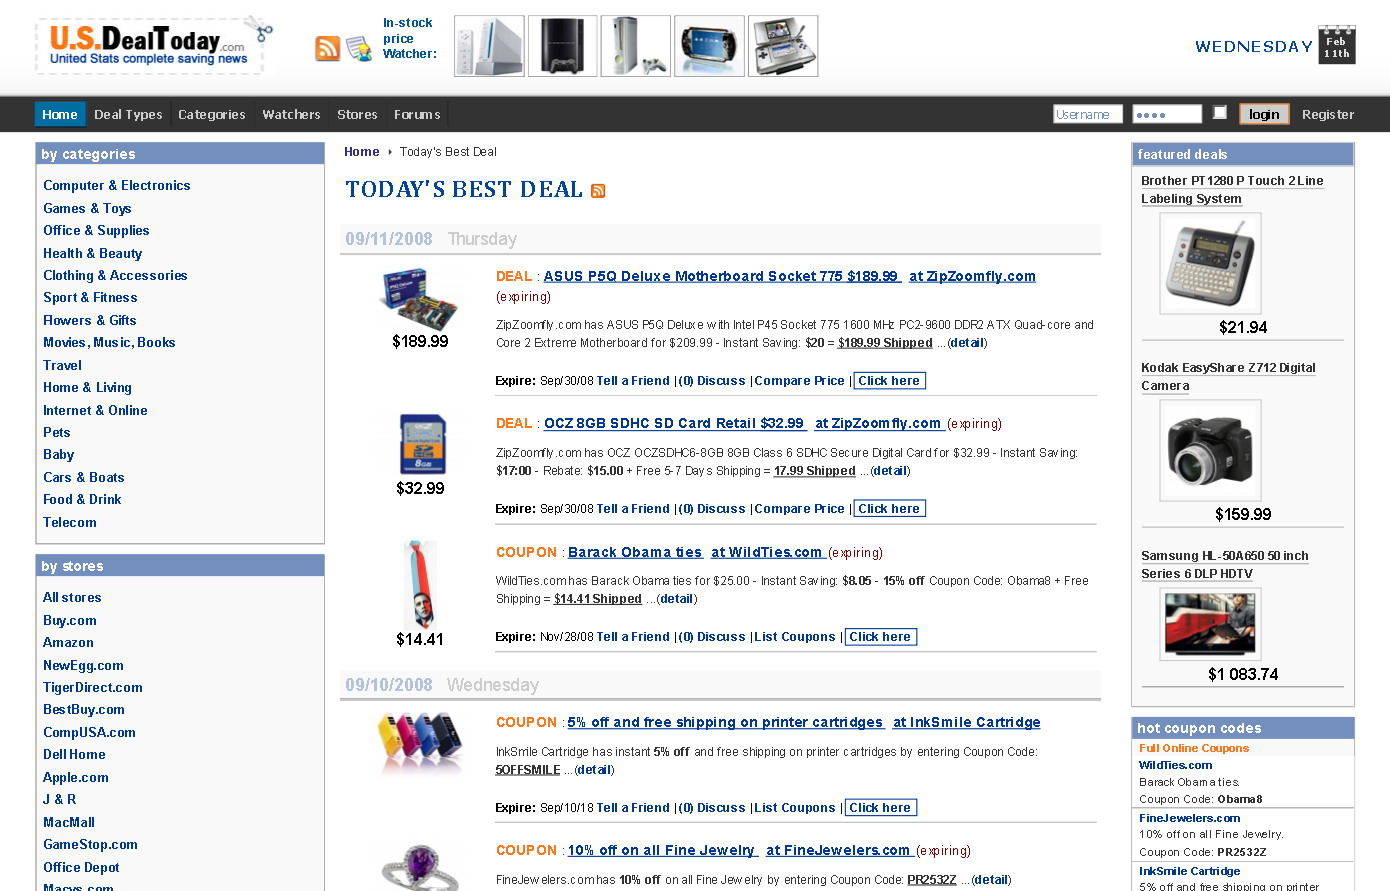 U.S.DealToday.com
United Stats complete saving news
In-stock
price
Watcher:
WEDNESDAY
Feb
11th
Home
Deal Types
Categories
Watchers
Stores
Forums
Username
login
Register
by categories
Computer & Electronics
Games & Toys
Office & Supplies
Health & Beauty
Clothing & Accessories
Sport & Fitness
Flowers & Gifts
Movies, Music, Books
Travel
Home & Living
Internet & Online
Pets
Baby
Cars & Boats
Food & Drink
Telecom
by stores
All stores
Buy.com
Amazon
NewEgg.com
TigerDirect.com
BestBuy.com
CompUSA.com
Dell Home
Apple.com
J & R
MacMall
GameStop.com
Office Depot
Macys.com
Home Today's Best Deal
TODAY'S BEST DEAL
09/11/2008 Thursday
$189.99
DEAL : ASUS P5Q Deluxe Motherboard Socket 775 $189.99 at ZipZoomfly.com
(expiring)
ZipZoomfly.com has ASUS P5Q Deluxe with Intel P45 Socket 775 1600 MHz PC2-9600 DDR2 ATX Quad-core and
Core 2 Extreme Motherboard for $209.99 - Instant Saving: $20 = $189.99 Shipped ...(detail)
Expire: Sep/30/08 Tell a Friend |(0) Discuss |Compare Price | Click here
8GB
$32.99
DEAL : OCZ 8GB SDHC SD Card Retail $32.99 at ZipZoomfly.com (expiring)
ZipZoomfly.com has OCZ OCZSDHC6-8GB 8GB Class 6 SDHC Secure Digital Card for $32.99 - Instant Saving:
$17:00 - Rebate: $15.00 + Free 5-7 Days Shipping = 17.99 Shipped ...(detail)
Expire: Sep/30/08 Tell a Friend |(0) Discuss |Compare Price | Click here
$14.41
COUPON : Barack Obama ties at WildTies.com (expiring)
WildTies.com has Barack Obama ties for $25.00 - Instant Saving: $8.05 - 15% off Coupon Code: Obama8 + Free
Shipping = $14.41 Shipped ...(detail)
Expire: Nov/28/08 Tell a Friend |(0) Discuss |List Coupons | Click here
09/10/2008 Wednesday
COUPON : 5% off and free shipping on printer cartridges at InkSmile Cartridge
InkSmile Cartridge has instant 5% off and free shipping on printer cartridges by entering Coupon Code:
5OFFSMILE ...(detail)
Expire: Sep/10/18 Tell a Friend |(0) Discuss |List Coupons | Click here
COUPON : 10% off on all Fine Jewelry at FineJewelers.com (expiring)
FineJewelers.com has 10% off on all Fine Jewelry by entering Coupon Code: PR2532Z ...(detail)
featured deals
Brother PT1280 P Touch 2 Line
Labeling System
$21.94
Kodak EasyShare Z712 Digital
Camera
$159.99
Samsung HL-50A650 50 inch
Series 6 DLP HDTV
$1 083.74
hot coupon codes
Full Online Coupons
WildTies.com
Barack Obama ties.
Coupon Code: Obama8
FineJewelers.com
10% off on all Fine Jewelry.
Coupon Code: PR2532Z
InkSmile Cartridge
5% off and free shipping on printer